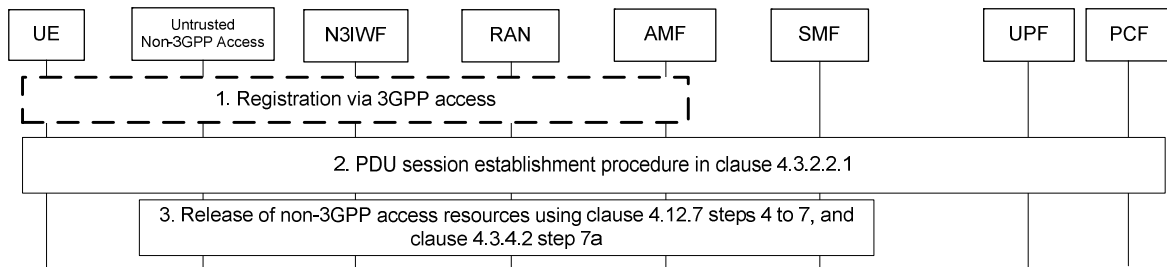 UE
Untrusted
Non-3GPP Access
N3IWF
RAN
AMF
SMF
UPF
PCF
1. Registration via 3GPP access
2. PDU session establishment procedure in clause 4.3.2.2.1
3. Release of non-3GPP access resources using clause 4.12.7 steps 4 to 7, and
clause 4.3.4.2 step 7a